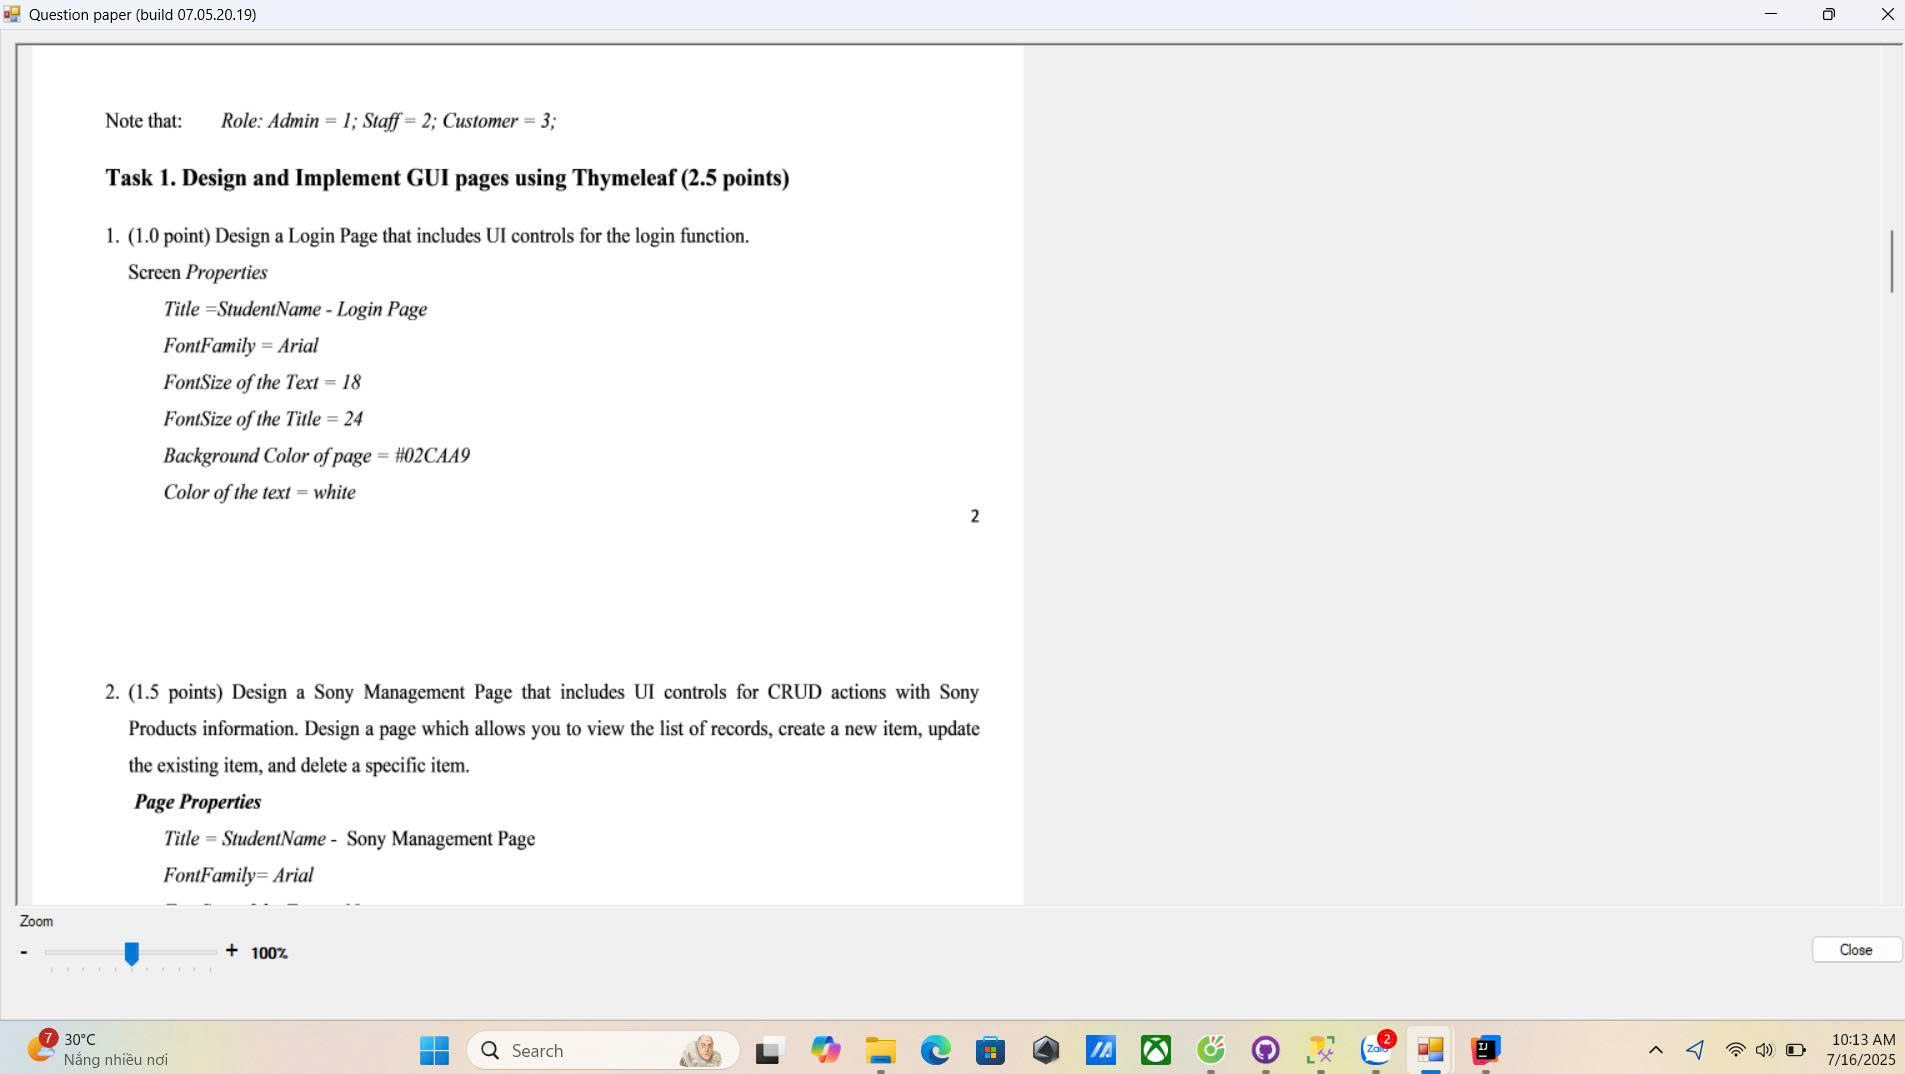 Question paper (build 07.05.20.19)
Note that: Role: Admin = 1; Staff = 2; Customer = 3;
Task 1. Design and Implement GUI pages using Thymeleaf (2.5 points)
1. (1.0 point) Design a Login Page that includes UI controls for the login function.
Screen Properties
Title =StudentName - Login Page
FontFamily = Arial
FontSize of the Text = 18
FontSize of the Title = 24
Background Color of page = #02CAA9
Color of the text = white
2
2. (1.5 points) Design a Sony Management Page that includes UI controls for CRUD actions with Sony
Products information. Design a page which allows you to view the list of records, create a new item, update
the existing item, and delete a specific item.
Page Properties
Title = StudentName - Sony Management Page
FontFamily= Arial
Zoom
- + 100%
Close
7
30°C
Nắng nhiều nơi
Search
Zalo
2
IJ
10:13 AM
7/16/2025